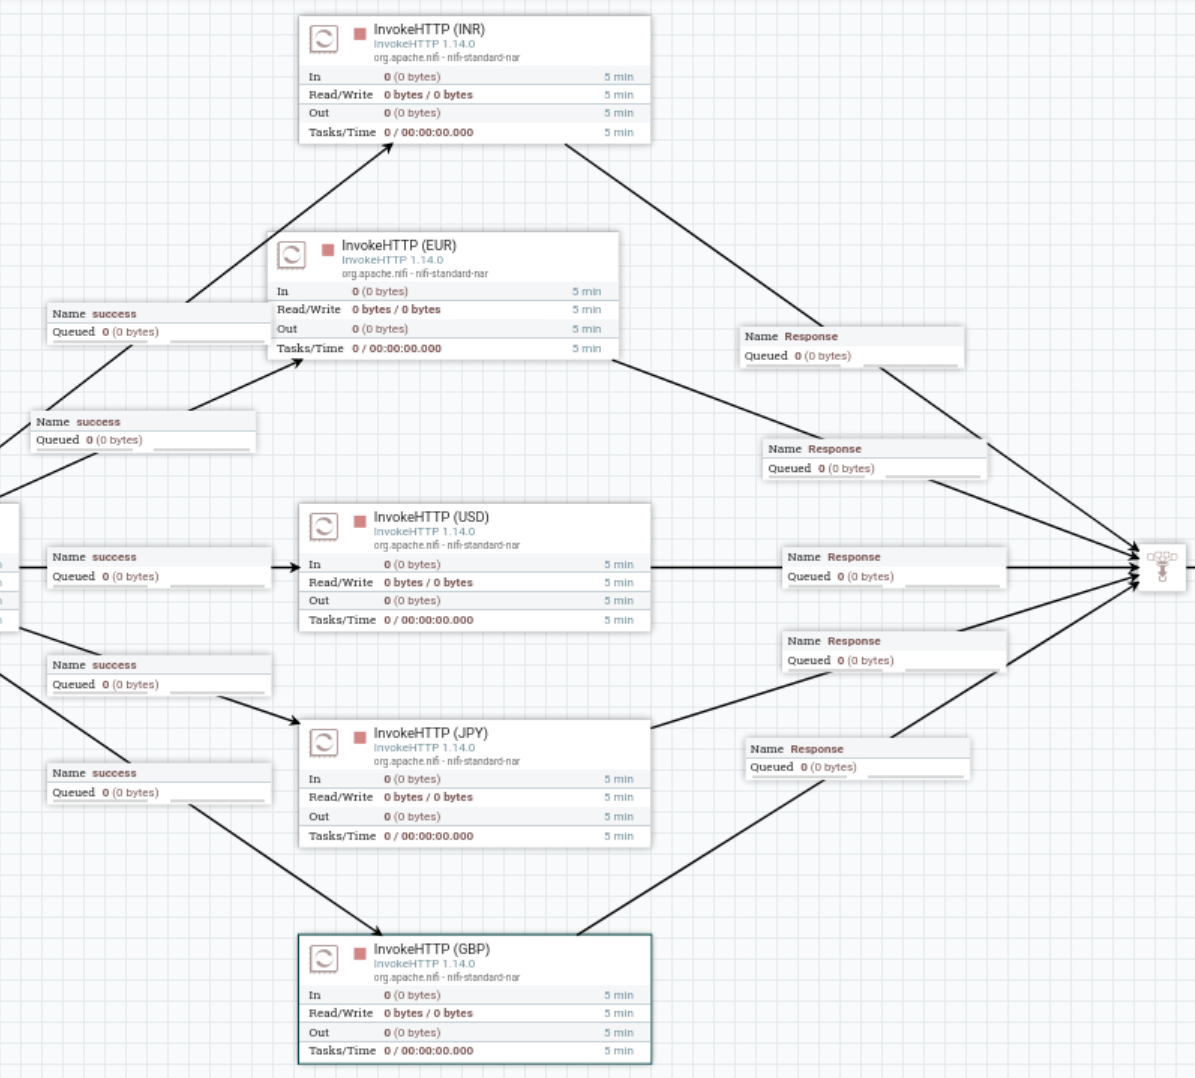 InvokeHTTP (INR)
InvokeHTTP 1.14.0
org.apache.nifi - nifi-standard-nar
In 0 (0 bytes) 5 min
Read/Write 0 bytes / 0 bytes 5 min
Out 0 (0 bytes) 5 min
Tasks/Time 0 / 00:00:00.000 5 min
InvokeHTTP (EUR)
InvokeHTTP 1.14.0
org.apache.nifi - nifi-standard-nar
In 0 (0 bytes) 5 min
Read/Write 0 bytes / 0 bytes 5 min
Out 0 (0 bytes) 5 min
Tasks/Time 0 / 00:00:00.000 5 min
Name success
Queued 0 (0 bytes)
Name Response
Queued 0 (0 bytes)
Name success
Queued 0 (0 bytes)
Name Response
Queued 0 (0 bytes)
InvokeHTTP (USD)
InvokeHTTP 1.14.0
org.apache.nifi - nifi-standard-nar
In 0 (0 bytes) 5 min
Read/Write 0 bytes / 0 bytes 5 min
Out 0 (0 bytes) 5 min
Tasks/Time 0 / 00:00:00.000 5 min
Name success
Queued 0 (0 bytes)
Name Response
Queued 0 (0 bytes)
Name success
Queued 0 (0 bytes)
Name Response
Queued 0 (0 bytes)
InvokeHTTP (JPY)
InvokeHTTP 1.14.0
org.apache.nifi - nifi-standard-nar
In 0 (0 bytes) 5 min
Read/Write 0 bytes / 0 bytes 5 min
Out 0 (0 bytes) 5 min
Tasks/Time 0 / 00:00:00.000 5 min
Name success
Queued 0 (0 bytes)
Name Response
Queued 0 (0 bytes)
InvokeHTTP (GBP)
InvokeHTTP 1.14.0
org.apache.nifi - nifi-standard-nar
In 0 (0 bytes) 5 min
Read/Write 0 bytes / 0 bytes 5 min
Out 0 (0 bytes) 5 min
Tasks/Time 0 / 00:00:00.000 5 min